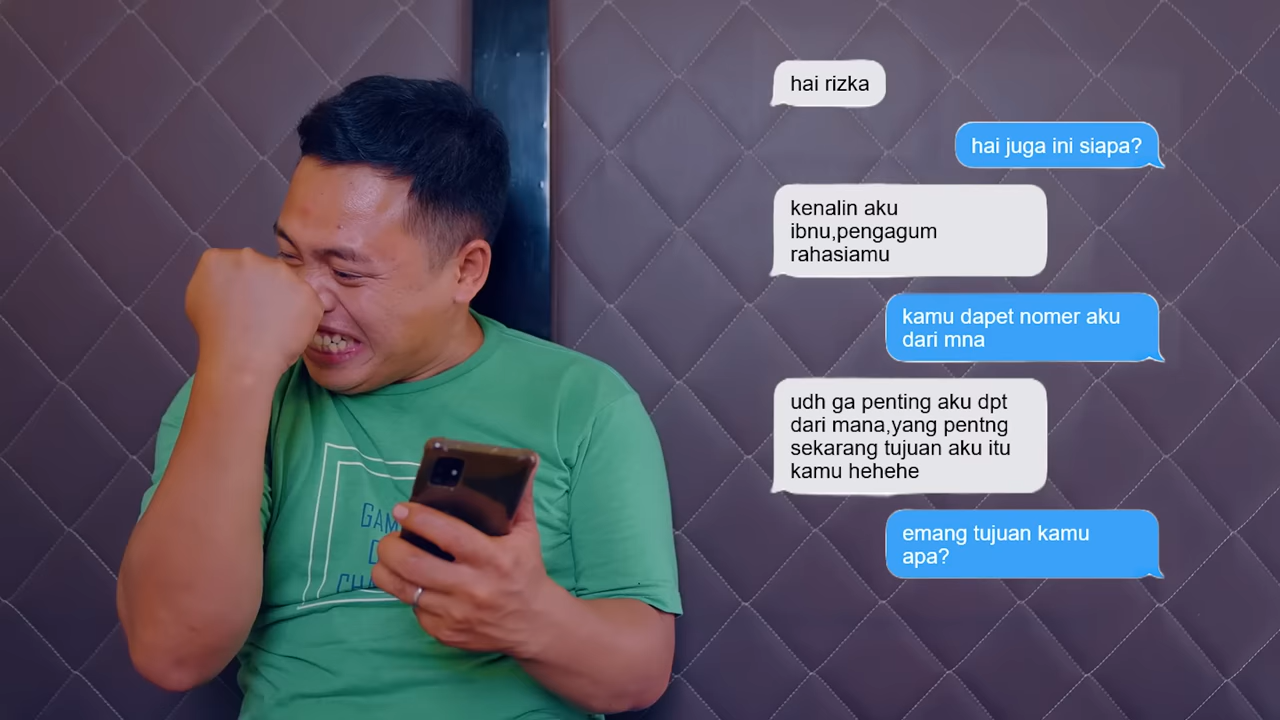 hai rizka
hai juga ini siapa?
kenalin aku
ibnu,pengagum
rahasiamu
kamu dapet nomer aku
dari mna
udh ga penting aku dpt
dari mana,yang pentng
sekarang tujuan aku itu
kamu hehehe
emang tujuan kamu
apa?